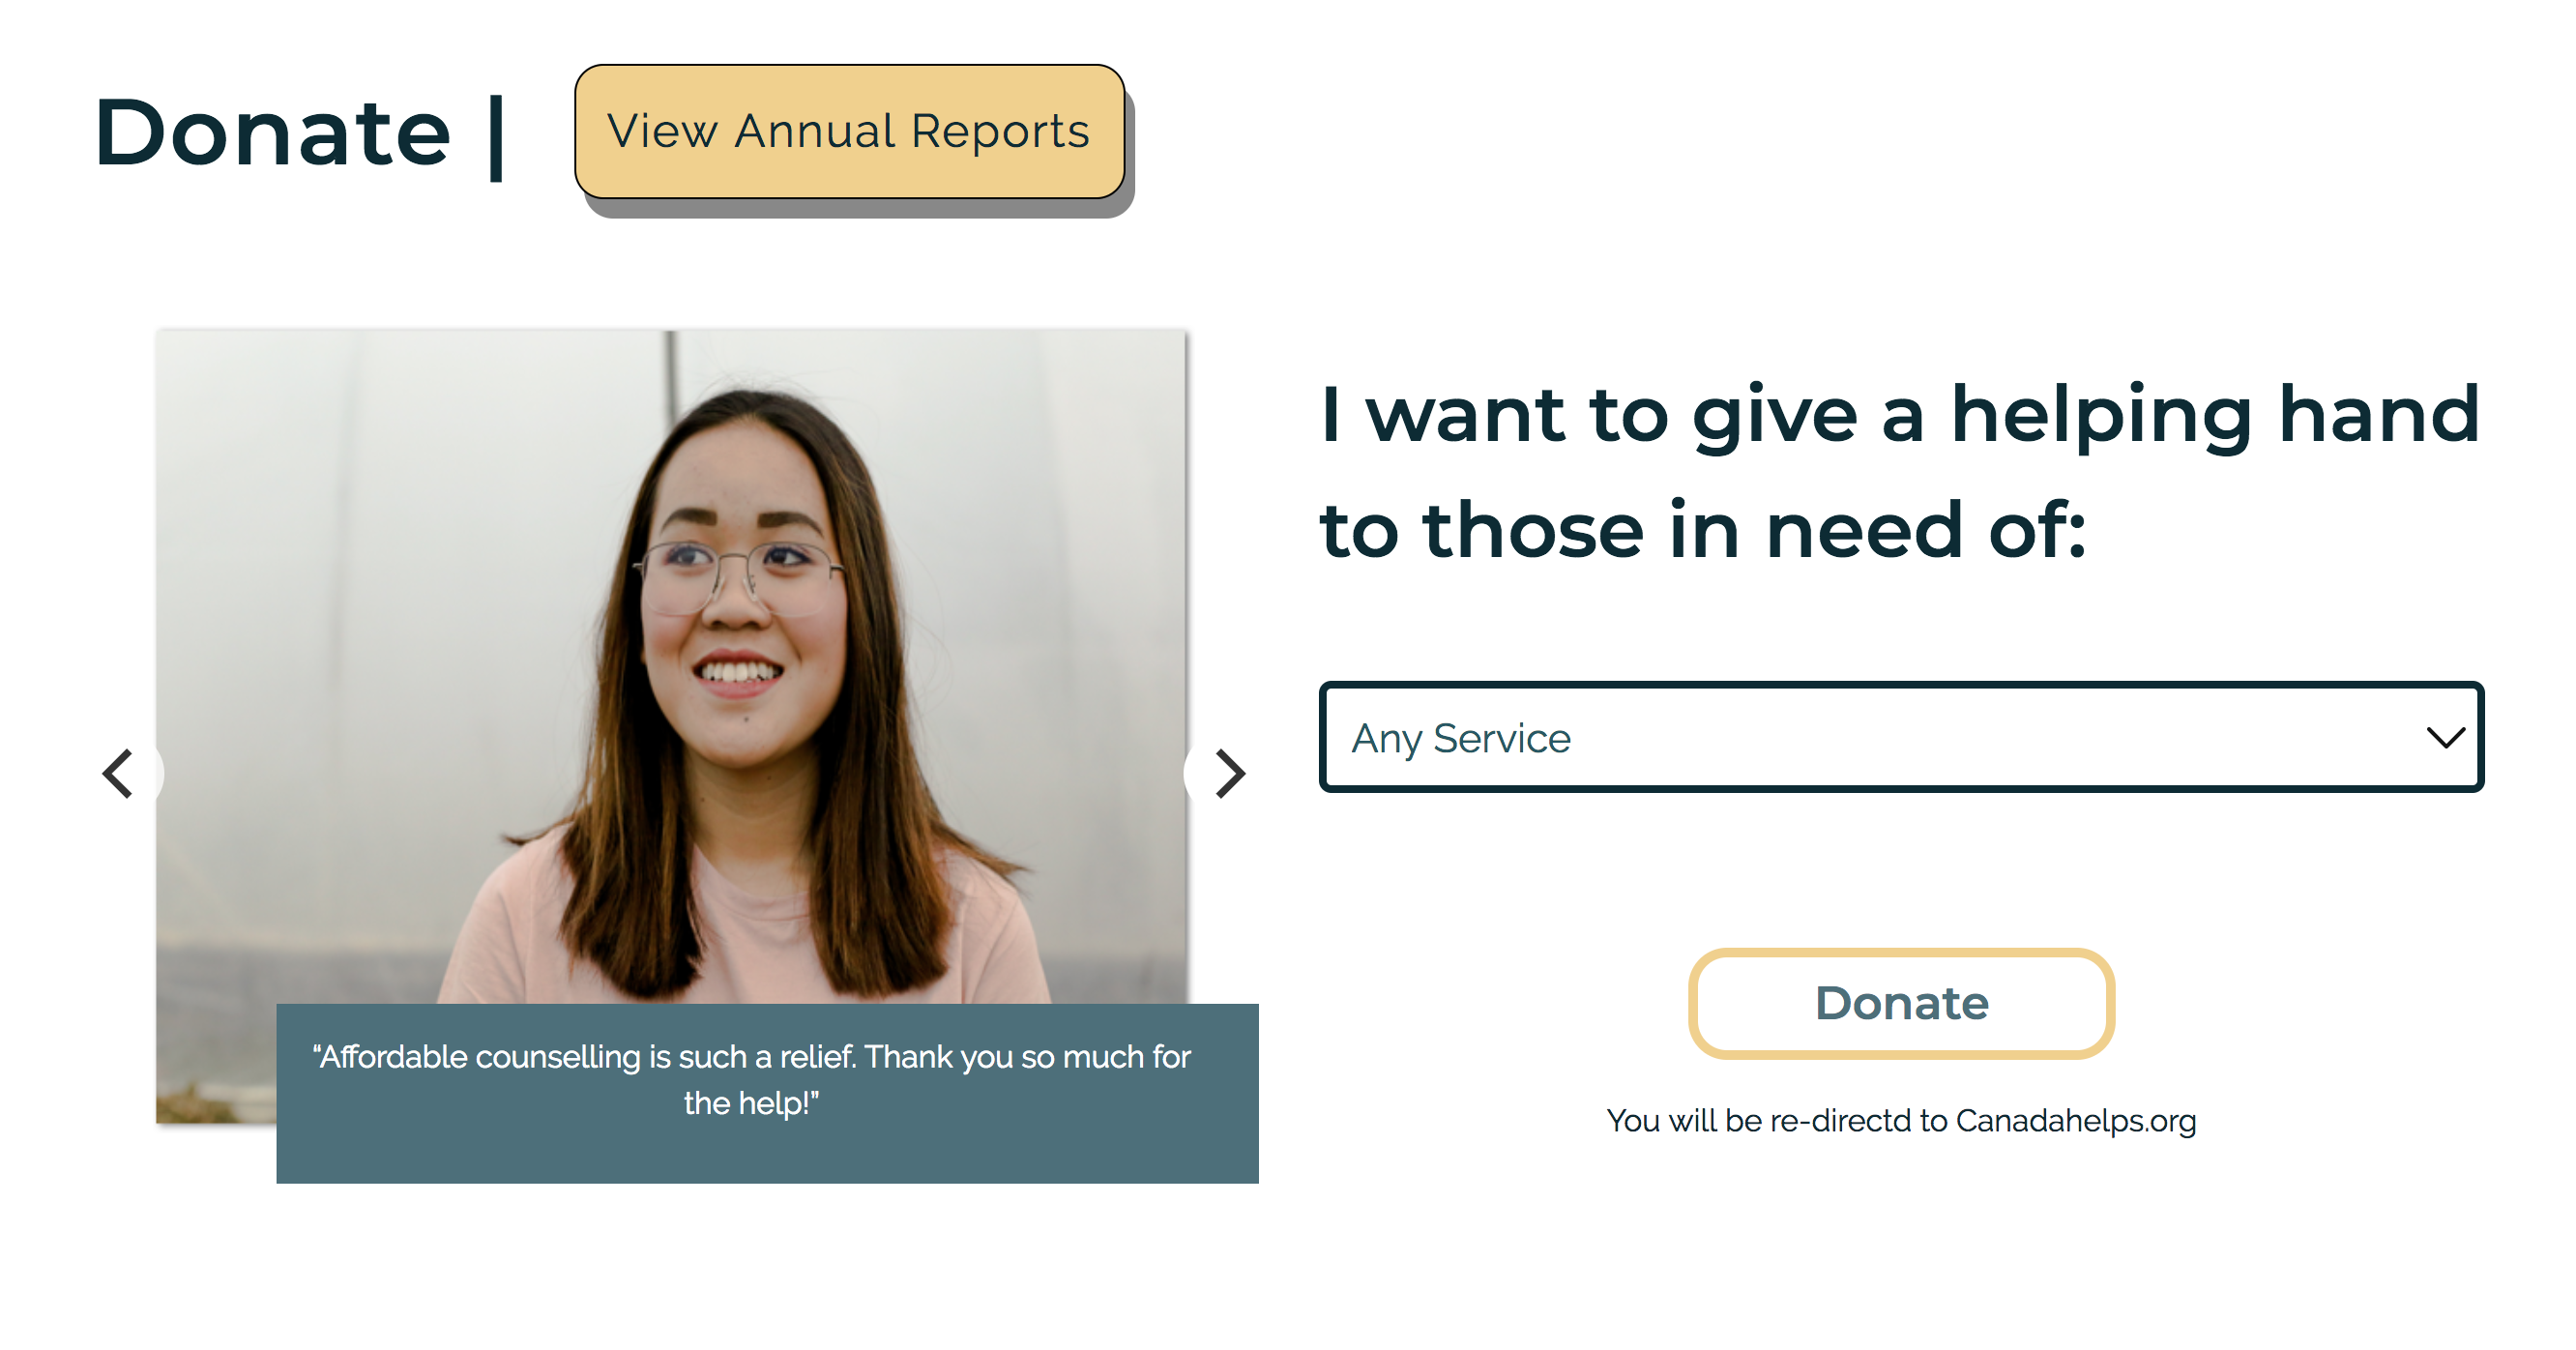 Donate |
View Annual Reports
I want to give a helping hand
to those in need of:
Any Service
Donate
You will be re-directd to Canadahelps.org
“Affordable counselling is such a relief. Thank you so much for
the help!”